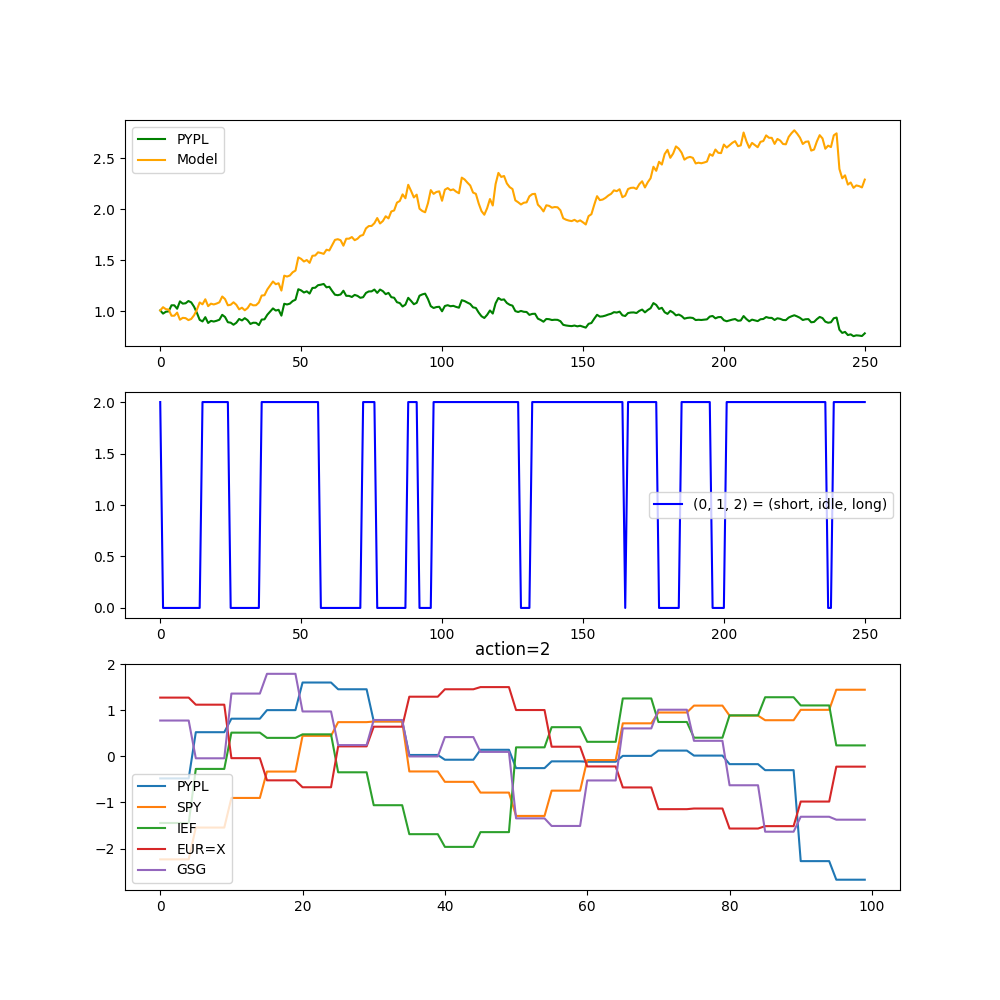 PYPL
Model
2.5
2.0
1.5
1.0
0 50 100 150 200 250
2.0
1.5
1.0
0.5
0.0
(0, 1, 2) = (short, idle, long)
0 50 100 150 200 250
action=2
2
1
0
−1
−2
PYPL
SPY
IEF
EUR=X
GSG
0 20 40 60 80 100